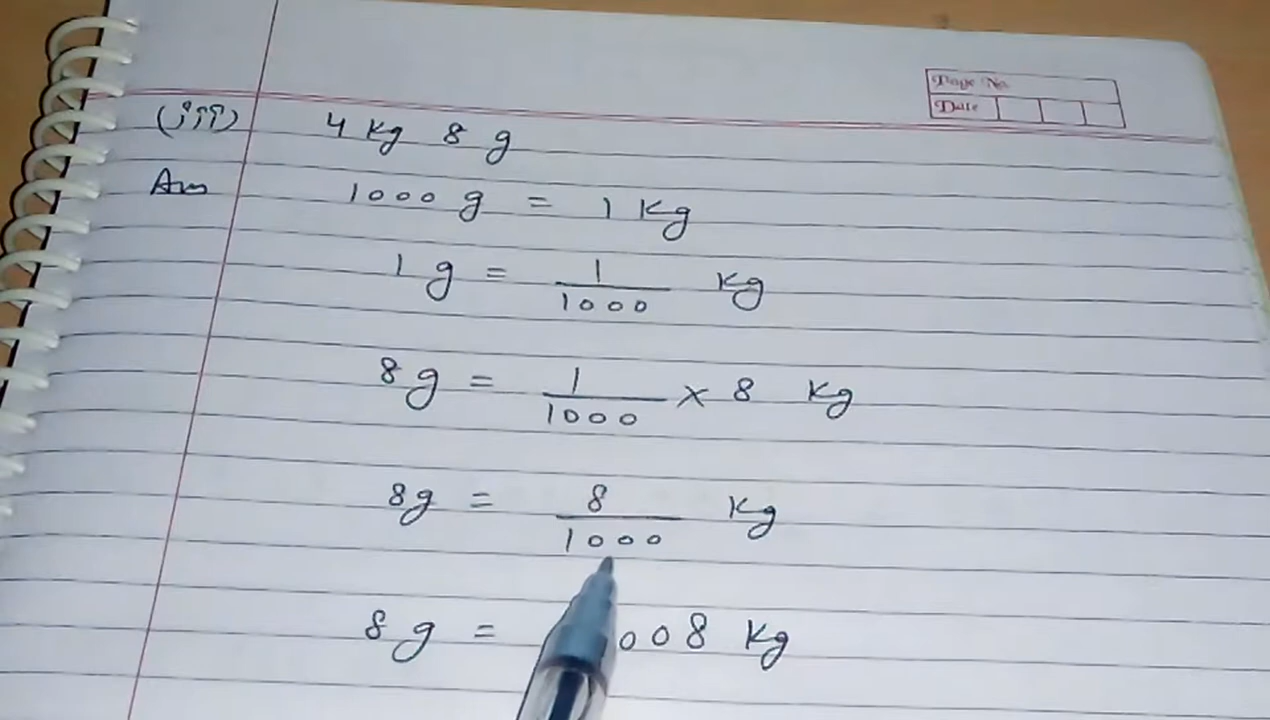 Page No.
Date
(iii) 4 kg 8 g
Ans 1000 g = 1 kg
1 g = 1/1000 kg
8 g = 1/1000 × 8 kg
8g = 8/1000 kg
8 g = 008 kg